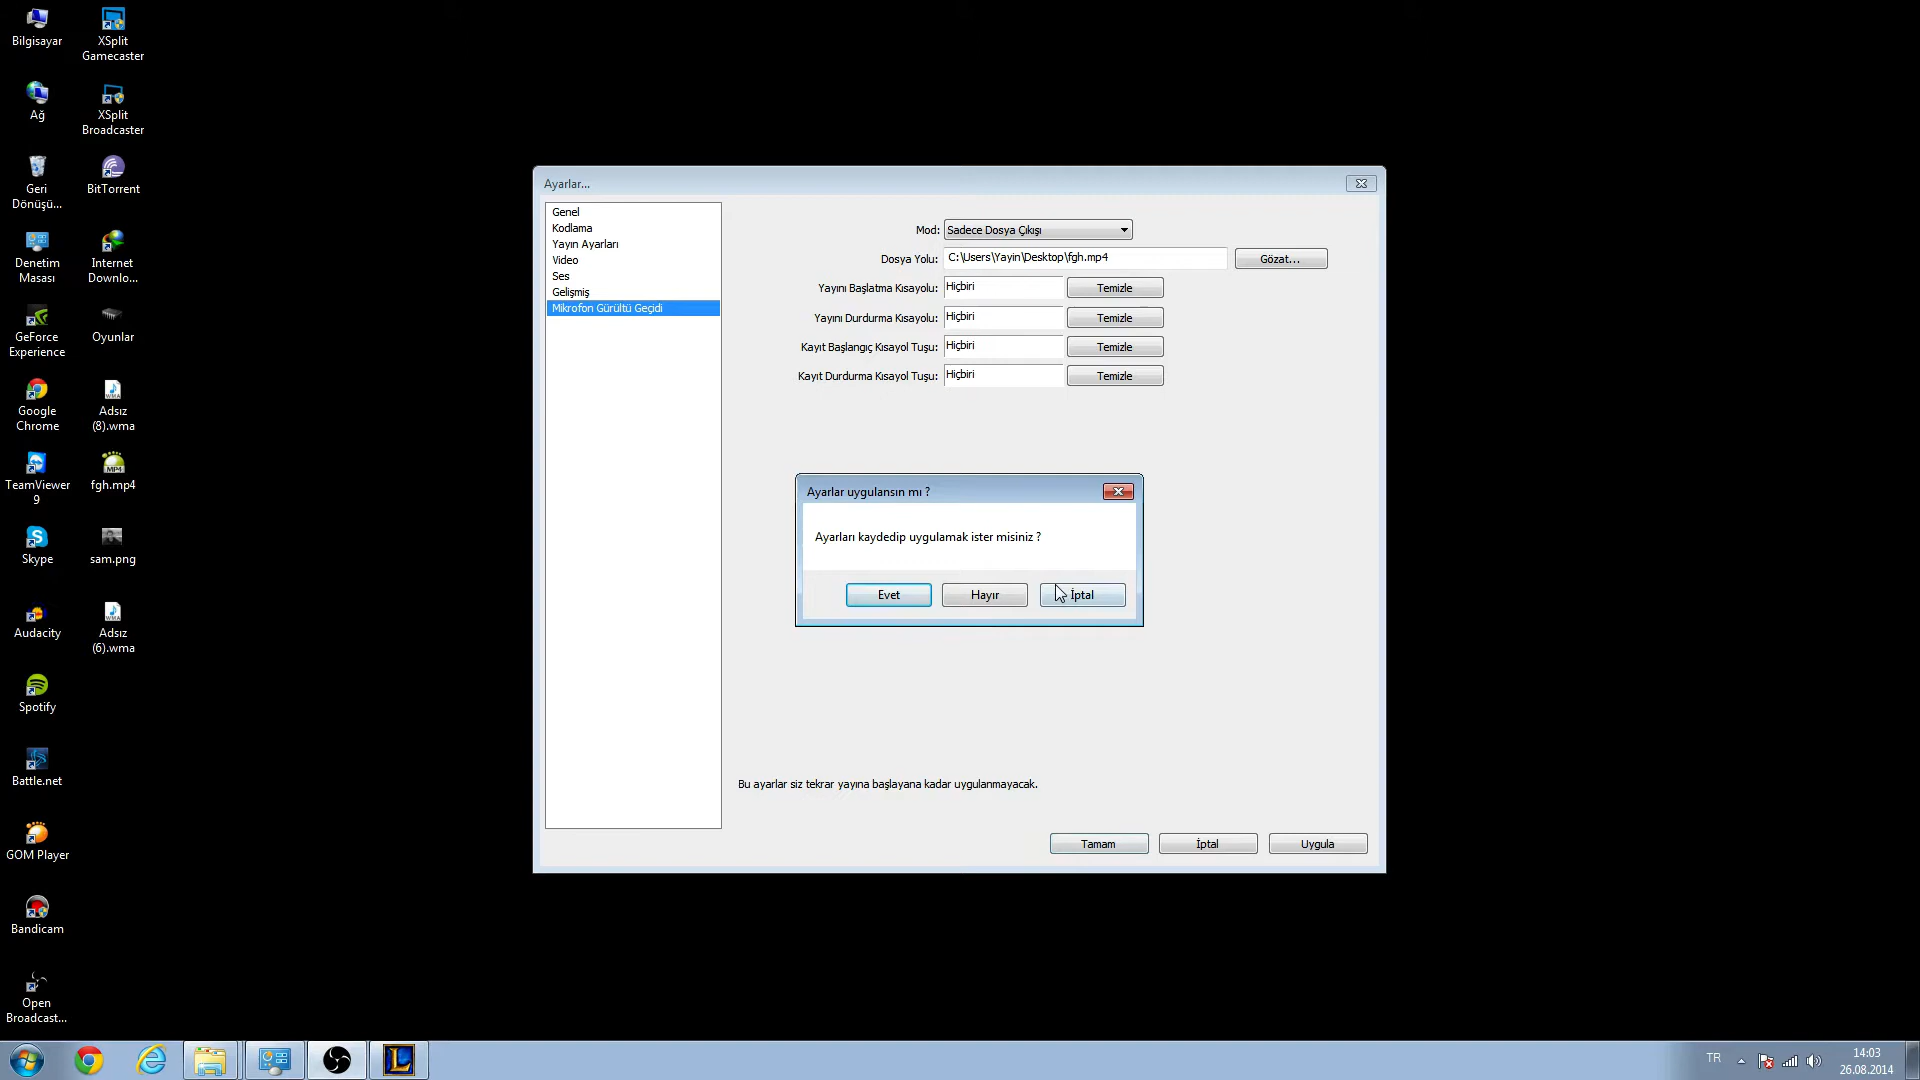 Bilgisayar
XSplit
Gamecaster
Ağ
XSplit
Broadcaster
Geri
Dönüşü...
BitTorrent
Denetim
Masası
Internet
Downlo...
GeForce
Experience
Oyunlar
Google
Chrome
Adsız
(8).wma
TeamViewer
9
fgh.mp4
Skype
sam.png
Audacity
Adsız
(6).wma
Spotify
Battle.net
GOM Player
Bandicam
Open
Broadcast...
Ayarlar...
Genel
Kodlama
Yayın Ayarları
Video
Ses
Gelişmiş
Mikrofon Gürültü Geçidi
Mod: Sadece Dosya Çıkışı
Dosya Yolu: C:\Users\Yayin\Desktop\fgh.mp4 Gözat...
Yayını Başlatma Kısayolu: Hiçbiri Temizle
Yayını Durdurma Kısayolu: Hiçbiri Temizle
Kayıt Başlangıç Kısayol Tuşu: Hiçbiri Temizle
Kayıt Durdurma Kısayol Tuşu: Hiçbiri Temizle
Ayarlar uygulansın mı ?
Ayarları kaydedip uygulamak ister misiniz ?
Evet Hayır İptal
Bu ayarlar siz tekrar yayına başlayana kadar uygulanmayacak.
Tamam İptal Uygula
TR
14:03
26.08.2014